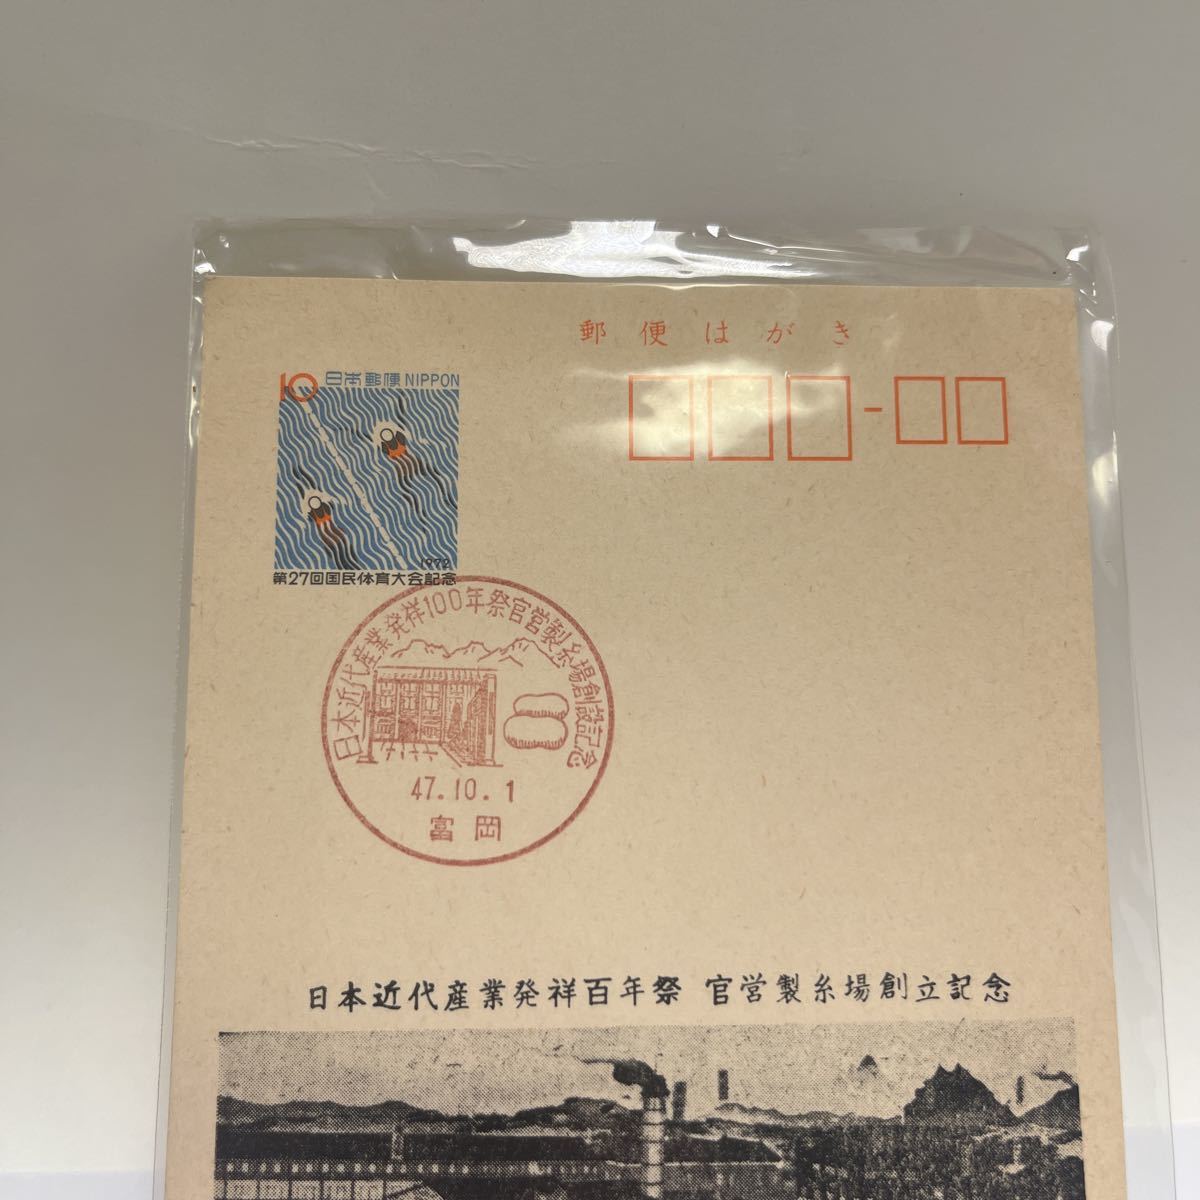 郵便はがき
10 日本郵便 NIPPON
1972
第27回国民体育大会記念
日本近代産業発祥100年祭官営製糸場創設記念
47.10.1
富岡
日本近代産業発祥百年祭 官営製糸場創立記念